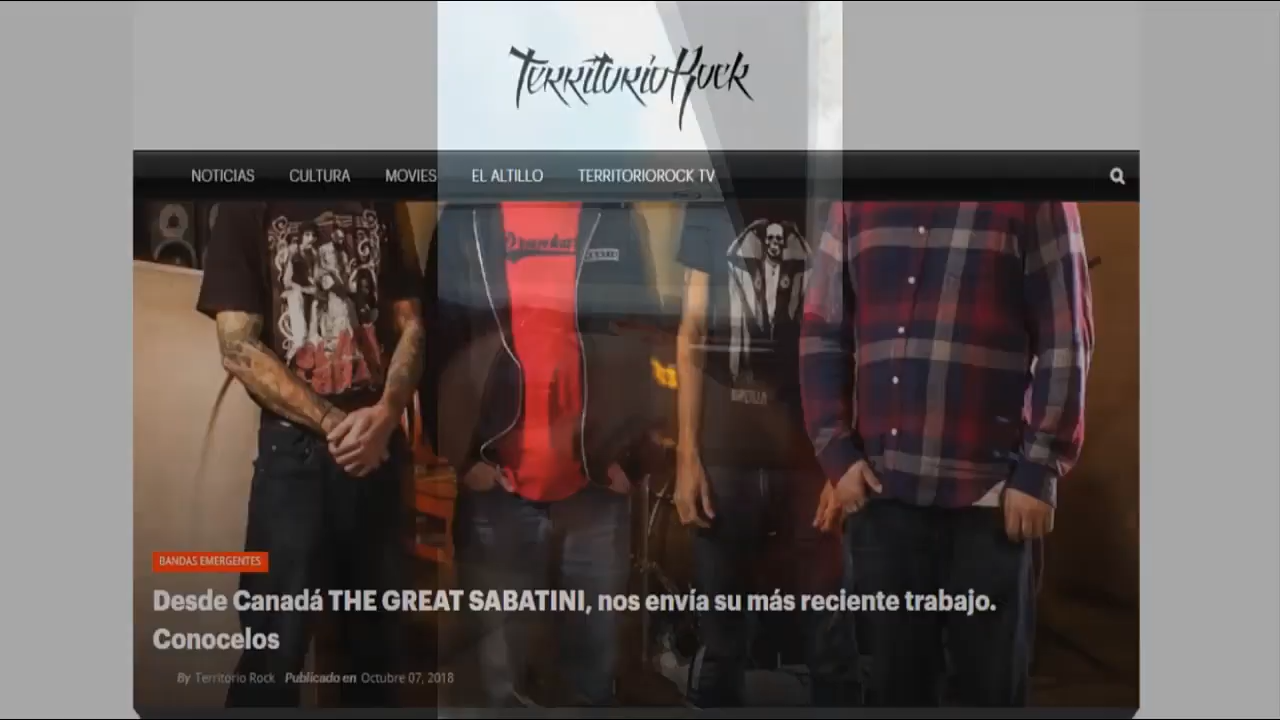 TerritorioRock
NOTICIAS CULTURA MOVIES EL ALTILLO TERRITORIOROCK TV
BANDAS EMERGENTES
Desde Canadá THE GREAT SABATINI, nos envía su más reciente trabajo.
Conocelos
By Territorio Rock Publicado en Octubre 07, 2018